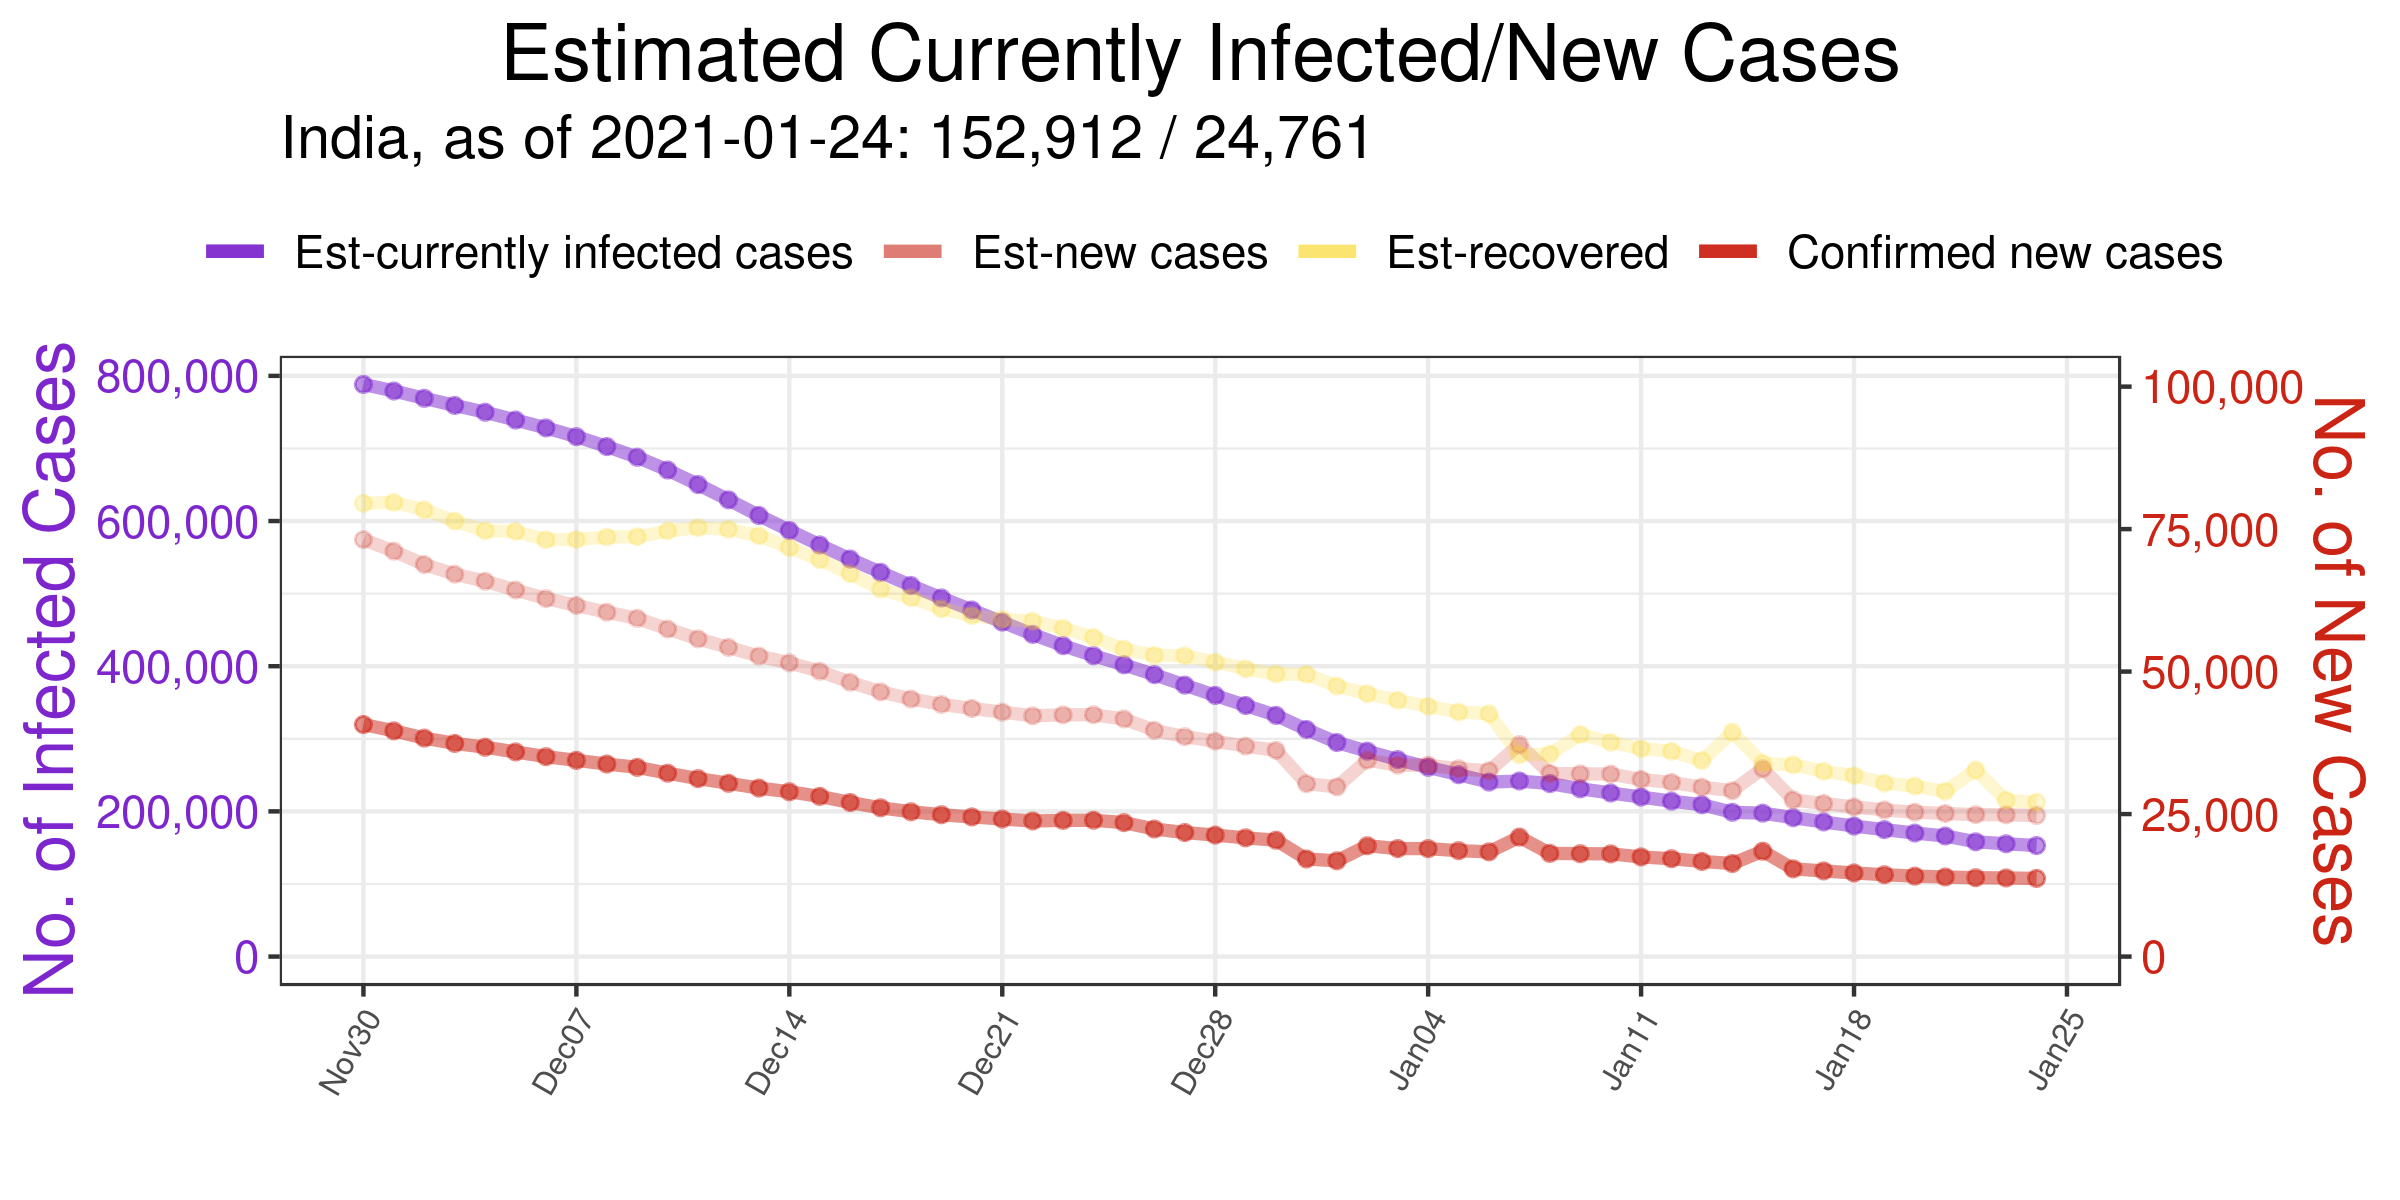 Estimated Currently Infected/New Cases
India, as of 2021-01-24: 152,912 / 24,761
Est-currently infected cases Est-new cases Est-recovered Confirmed new cases
No. of Infected Cases
800,000
600,000
400,000
200,000
0
100,000
75,000
50,000
25,000
0
No. of New Cases
Nov30 Dec07 Dec14 Dec21 Dec28 Jan04 Jan11 Jan18 Jan25